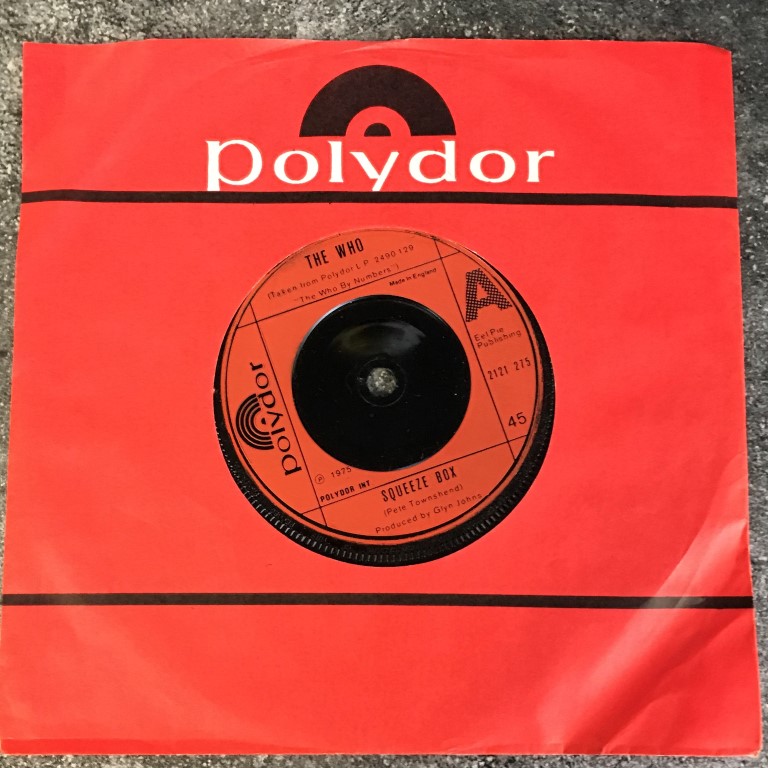 polydor
THE WHO
(Taken from Polydor L P 2490 129
"The Who By Numbers")
Made in England
A
Eel Pie
Publishing
2121 275
45
polydor
℗ 1975
POLYDOR INT
SQUEEZE BOX
(Pete Townshend)
Produced by Glyn Johns